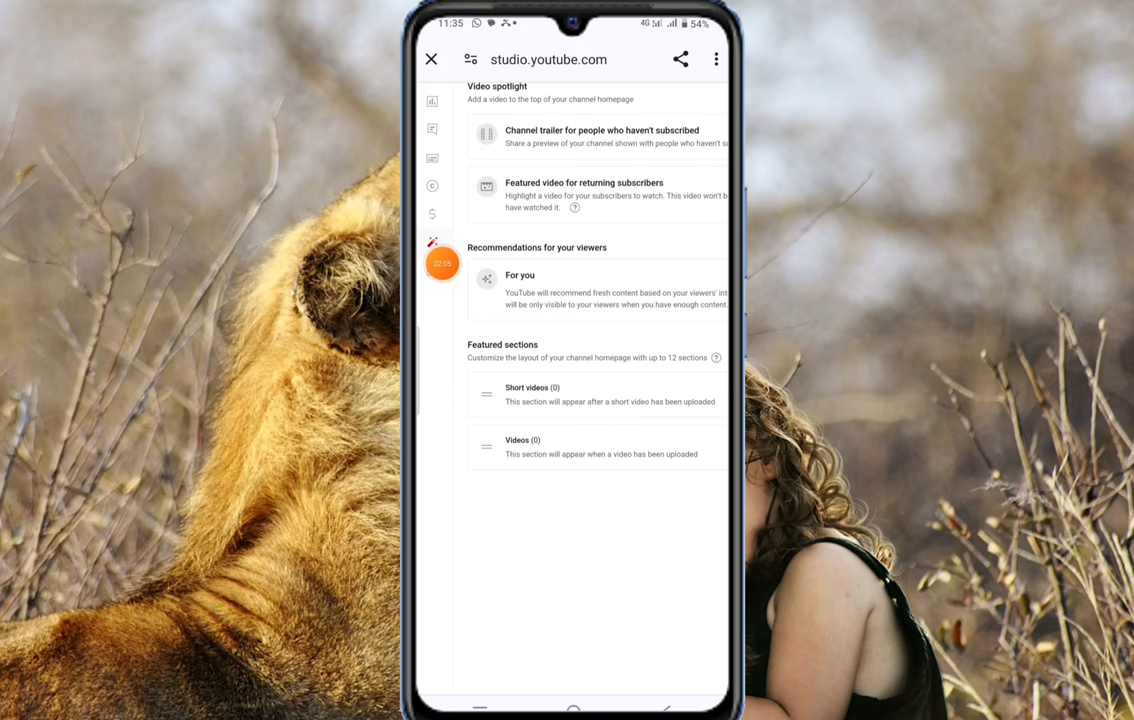 11:35
4G
54%
studio.youtube.com
Video spotlight
Add a video to the top of your channel homepage
Channel trailer for people who haven't subscribed
Share a preview of your channel shown with people who haven't su
Featured video for returning subscribers
Highlight a video for your subscribers to watch. This video won't b
have watched it. ?
02:05
Recommendations for your viewers
For you
YouTube will recommend fresh content based on your viewers' int
will be only visible to your viewers when you have enough content.
Featured sections
Customize the layout of your channel homepage with up to 12 sections ?
Short videos (0)
This section will appear after a short video has been uploaded
Videos (0)
This section will appear when a video has been uploaded